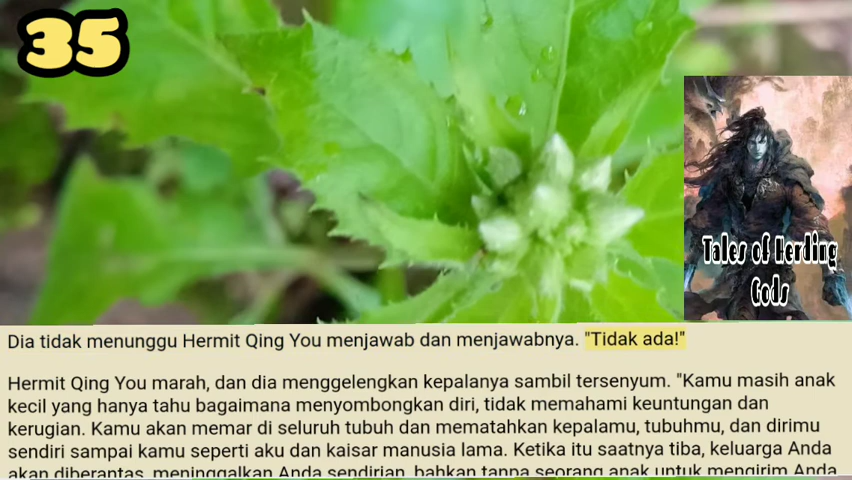 35
Tales of Herding
Gods
Dia tidak menunggu Hermit Qing You menjawab dan menjawabnya. "Tidak ada!"
Hermit Qing You marah, dan dia menggelengkan kepalanya sambil tersenyum. "Kamu masih anak
kecil yang hanya tahu bagaimana menyombongkan diri, tidak memahami keuntungan dan
kerugian. Kamu akan memar di seluruh tubuh dan mematahkan kepalamu, tubuhmu, dan dirimu
sendiri sampai kamu seperti aku dan kaisar manusia lama. Ketika itu saatnya tiba, keluarga Anda
akan diberantas, meninggalkan Anda sendirian, bahkan tanpa seorang anak untuk mengirim Anda